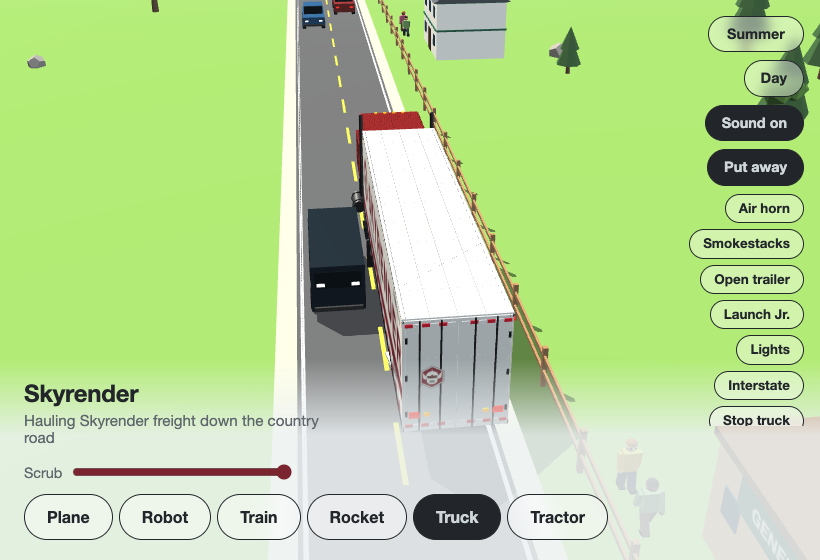 Summer
Day
Sound on
Put away
Air horn
Smokestacks
Open trailer
Launch Jr.
Lights
Interstate
Stop truck
Skyrender
Hauling Skyrender freight down the country
road
Scrub
Plane
Robot
Train
Rocket
Truck
Tractor